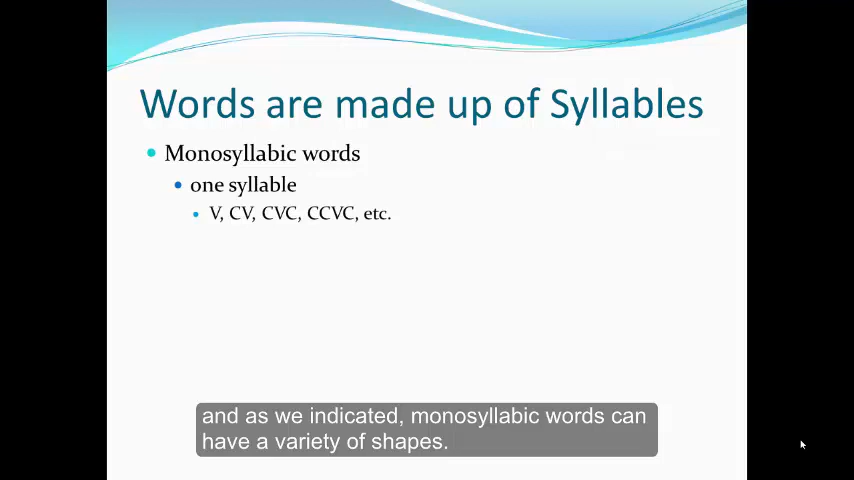 Words are made up of Syllables
Monosyllabic words
one syllable
V, CV, CVC, CCVC, etc.
and as we indicated, monosyllabic words can
have a variety of shapes.